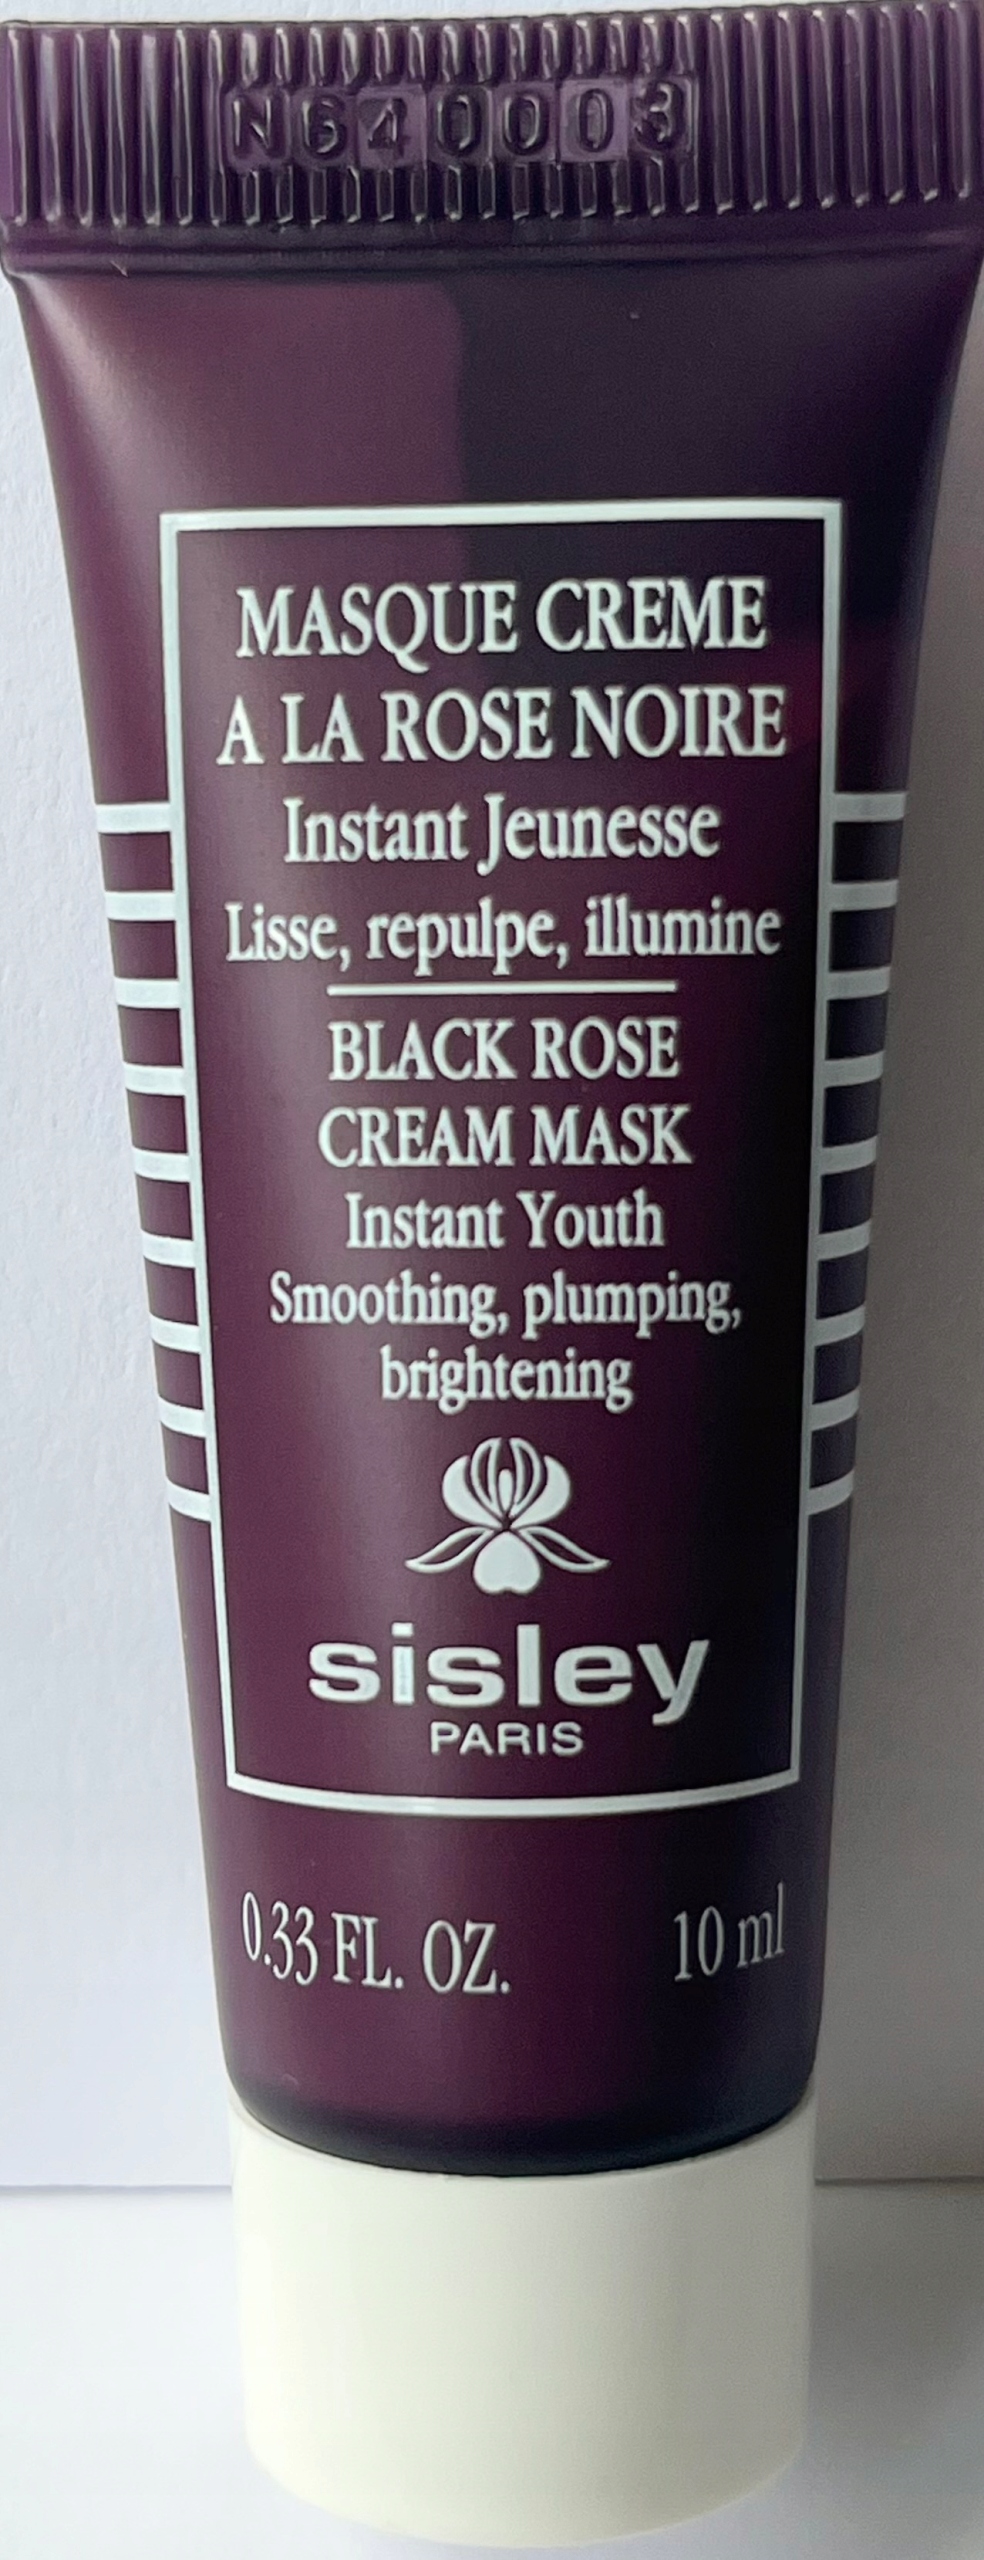 N640003
MASQUE CREME
A LA ROSE NOIRE
Instant Jeunesse
Lisse, repulpe, illumine
BLACK ROSE
CREAM MASK
Instant Youth
Smoothing, plumping,
brightening
sisley
PARIS
0.33 FL. OZ. 10 ml